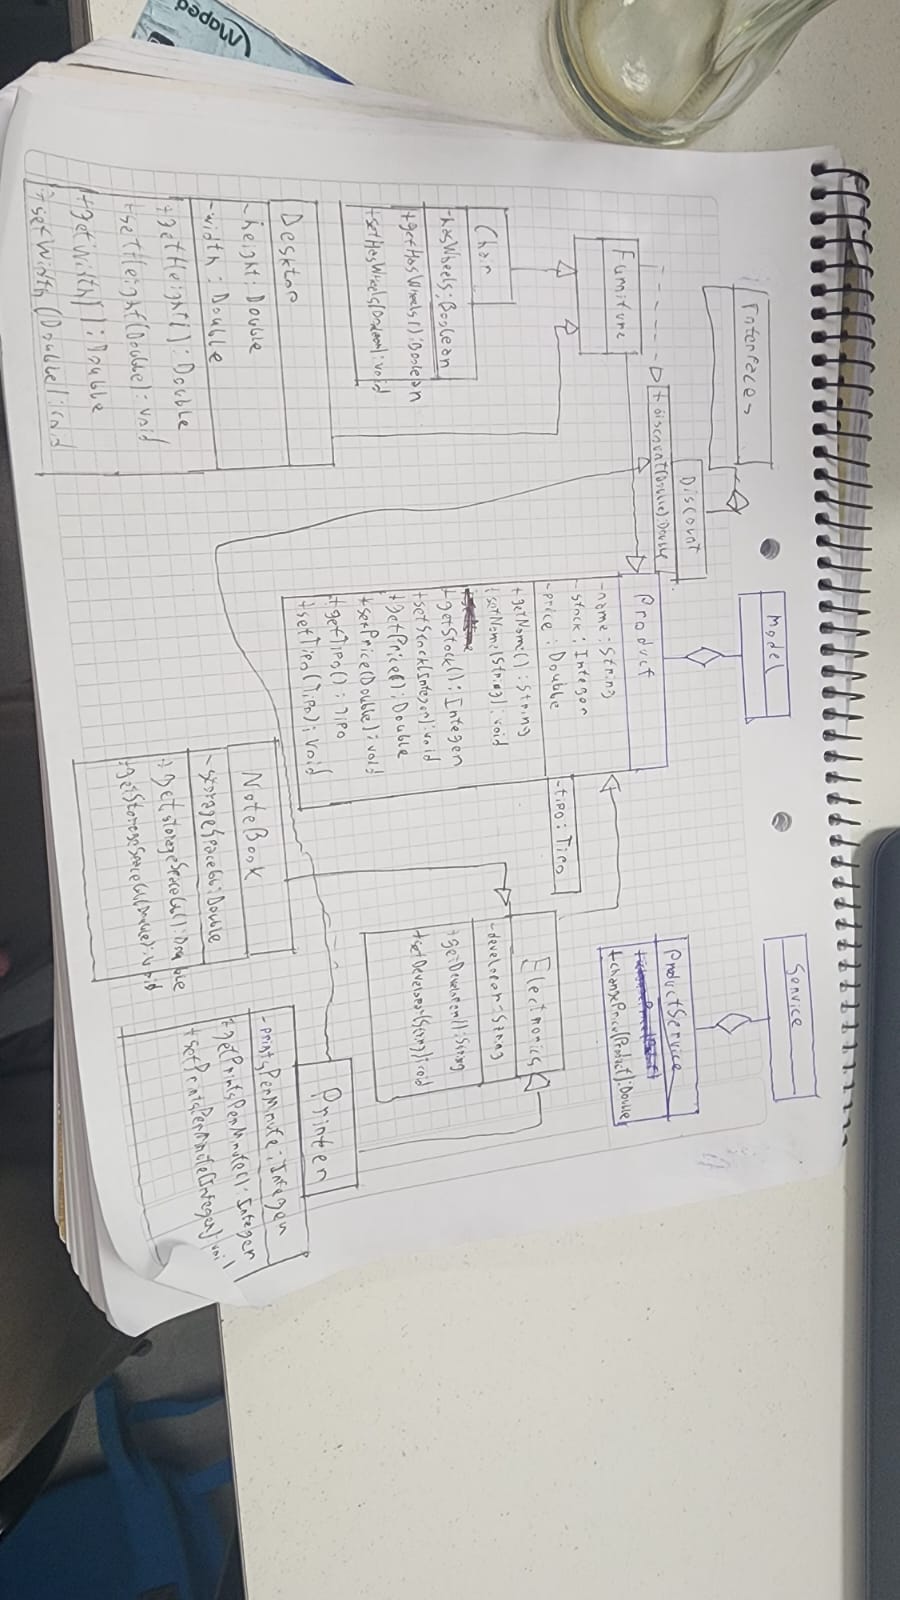 Maped
Interfaces
Model
Service
Discount
+discount(Double):Double
Product
-name:String
-stock:Integer
-price:Double
-tipo:Tipo
+getName():String
+setName(String):void
+getStock():Integer
+setStock(Integer):void
+getPrice():Double
+setPrice(Double):void
+getTipo():Tipo
+setTipo(Tipo):void
ProductService
+changePrice(Product):Double
Furniture
Chair
-hasWheels:Boolean
+getHasWheels():Boolean
+setHasWheels(Boolean):void
Desktop
-height:Double
-width:Double
+getHeight():Double
+setHeight(Double):void
+getWith():Double
+setWidth(Double):void
Electronics
-developer:String
+getDeveloper():String
+setDeveloper(String):void
NoteBook
-storageSpaceGb:Double
+getStorageSpaceGb():Double
+getStorageSpaceGb(Double):void
Printer
-printsPerMinute:Integer
+getPrintsPerMinute():Integer
+setPrintsPerMinute(Integer):void